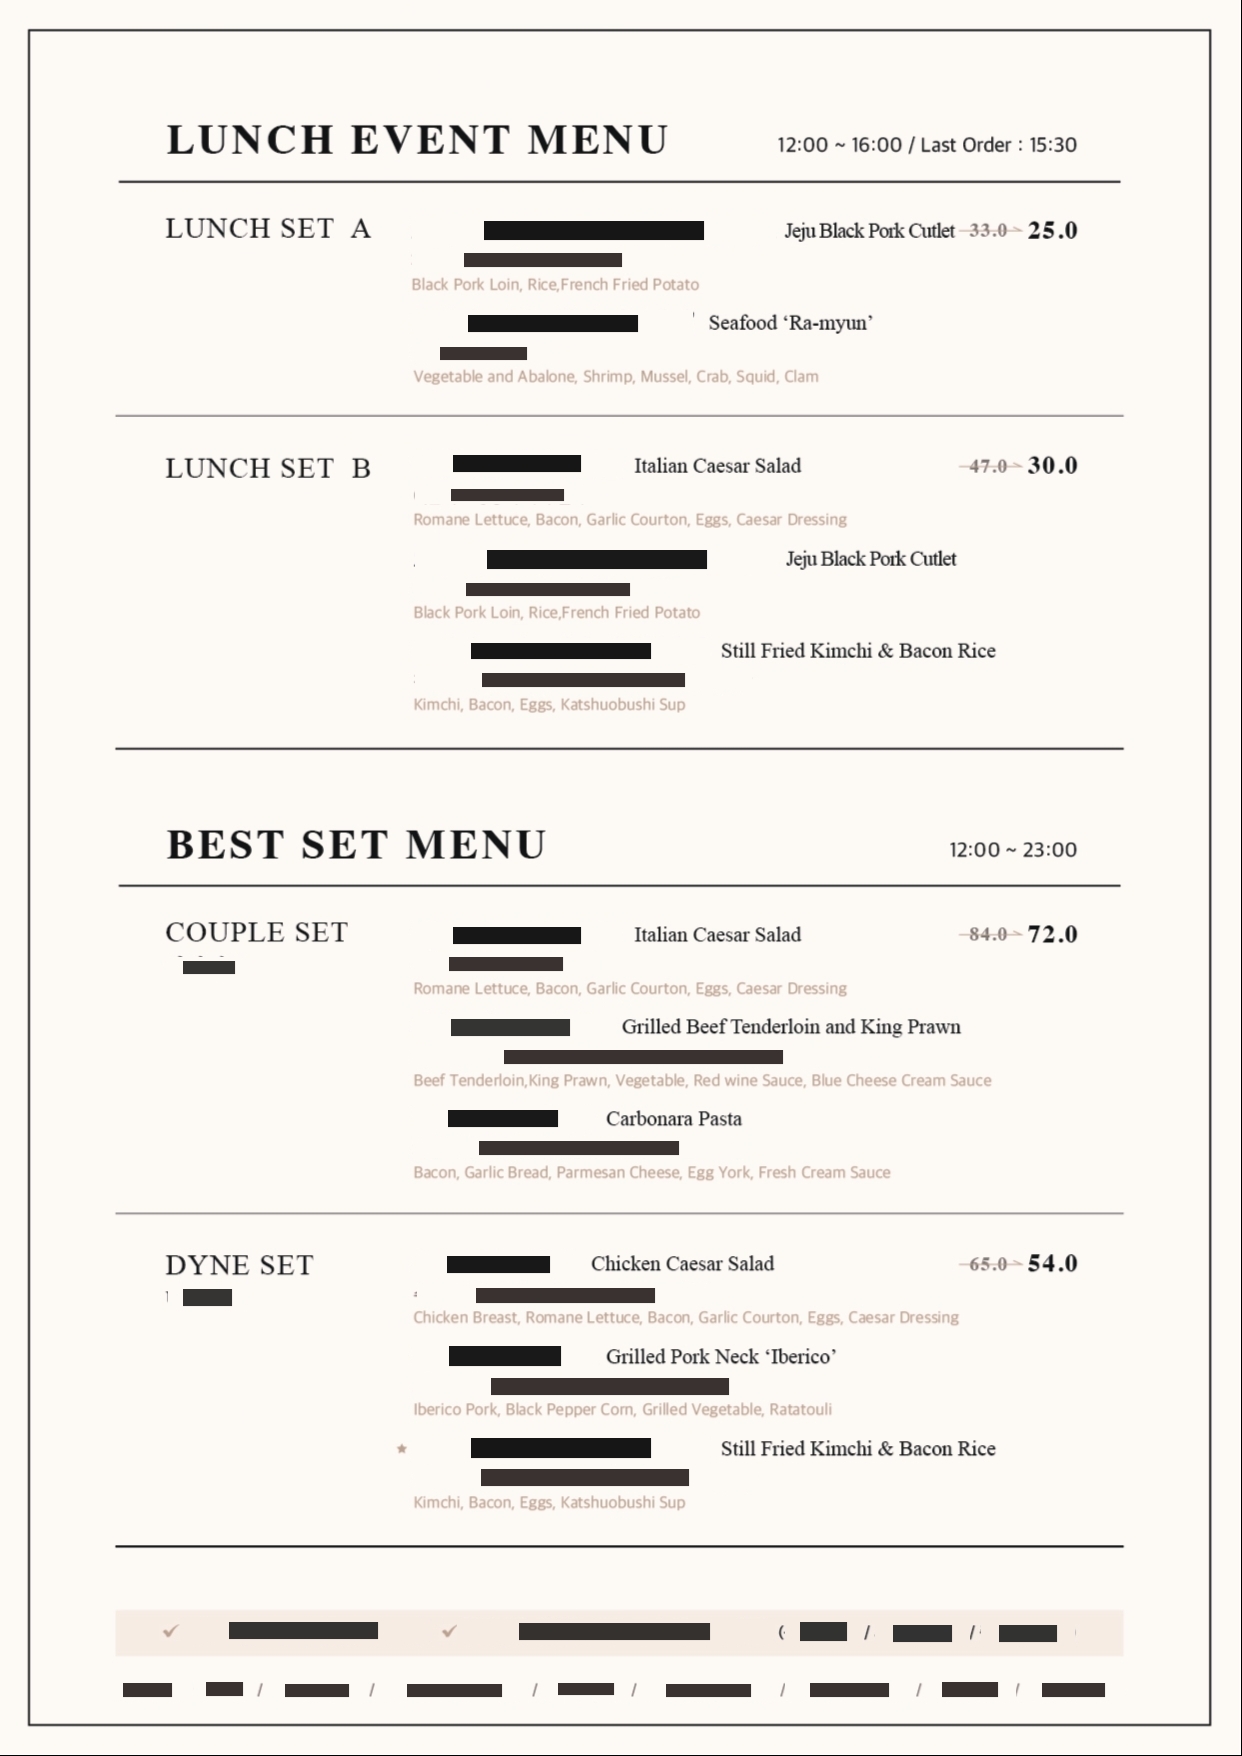 LUNCH EVENT MENU 12:00 ~ 16:00 / Last Order : 15:30
LUNCH SET A Jeju Black Pork Cutlet 33.0 25.0
Black Pork Loin, Rice,French Fried Potato
Seafood ‘Ra-myun’
Vegetable and Abalone, Shrimp, Mussel, Crab, Squid, Clam
LUNCH SET B Italian Caesar Salad 47.0 30.0
Romane Lettuce, Bacon, Garlic Courton, Eggs, Caesar Dressing
Jeju Black Pork Cutlet
Black Pork Loin, Rice,French Fried Potato
Still Fried Kimchi & Bacon Rice
Kimchi, Bacon, Eggs, Katshuobushi Sup
BEST SET MENU 12:00 ~ 23:00
COUPLE SET Italian Caesar Salad 84.0 72.0
Romane Lettuce, Bacon, Garlic Courton, Eggs, Caesar Dressing
Grilled Beef Tenderloin and King Prawn
Beef Tenderloin,King Prawn, Vegetable, Red wine Sauce, Blue Cheese Cream Sauce
Carbonara Pasta
Bacon, Garlic Bread, Parmesan Cheese, Egg York, Fresh Cream Sauce
DYNE SET Chicken Caesar Salad 65.0 54.0
Chicken Breast, Romane Lettuce, Bacon, Garlic Courton, Eggs, Caesar Dressing
Grilled Pork Neck ‘Iberico’
Iberico Pork, Black Pepper Corn, Grilled Vegetable, Ratatouli
Still Fried Kimchi & Bacon Rice
Kimchi, Bacon, Eggs, Katshuobushi Sup